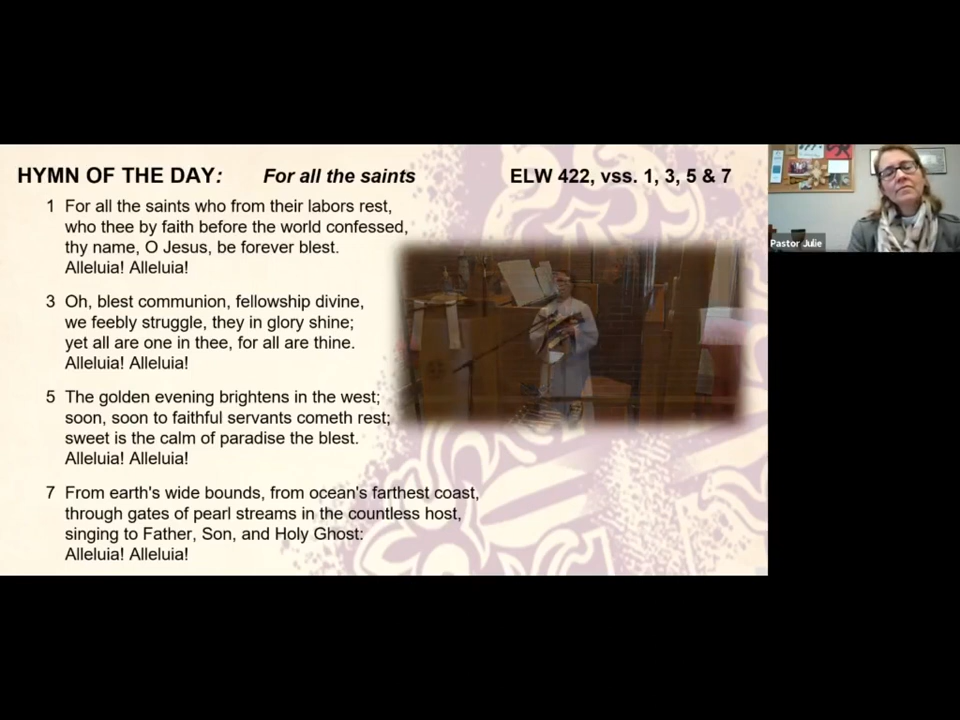 HYMN OF THE DAY: For all the saints ELW 422, vss. 1, 3, 5 & 7
1 For all the saints who from their labors rest,
who thee by faith before the world confessed,
thy name, O Jesus, be forever blest.
Alleluia! Alleluia!
3 Oh, blest communion, fellowship divine,
we feebly struggle, they in glory shine;
yet all are one in thee, for all are thine.
Alleluia! Alleluia!
5 The golden evening brightens in the west;
soon, soon to faithful servants cometh rest;
sweet is the calm of paradise the blest.
Alleluia! Alleluia!
7 From earth's wide bounds, from ocean's farthest coast,
through gates of pearl streams in the countless host,
singing to Father, Son, and Holy Ghost:
Alleluia! Alleluia!
Pastor Julie